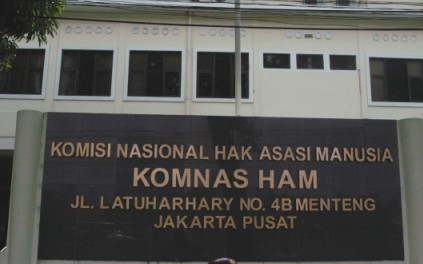 KOMISI NASIONAL HAK ASASI MANUSIA
KOMNAS HAM
JL. LATUHARHARY NO. 4B MENTENG
JAKARTA PUSAT